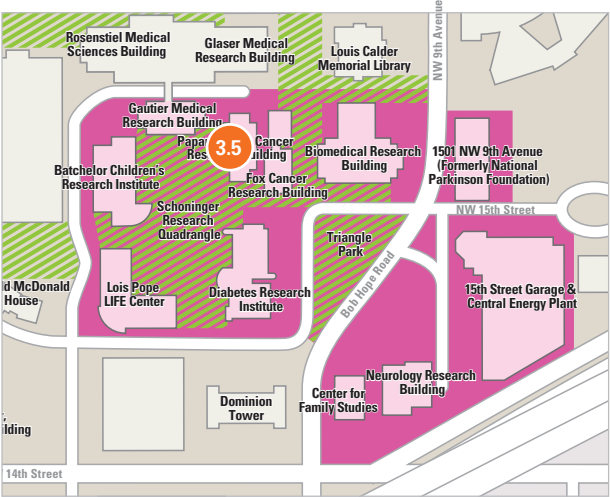 Rosenstiel Medical
Sciences Building
Glaser Medical
Research Building
Louis Calder
Memorial Library
NW 9th Avenue
Gautier Medical
Research Building
Cancer
uilding
3.5
Biomedical Research
Building
1501 NW 9th Avenue
(Formerly National
Parkinson Foundation)
Batchelor Children's
Research Institute
Fox Cancer
Research Building
Schoninger
Research
Quadrangle
NW 15th Street
Triangle
Park
Bob Hope Road
ld McDonald
House
Lois Pope
LIFE Center
Diabetes Research
Institute
15th Street Garage &
Central Energy Plant
Neurology Research
Building
Center for
Family Studies
Dominion
Tower
lding
14th Street